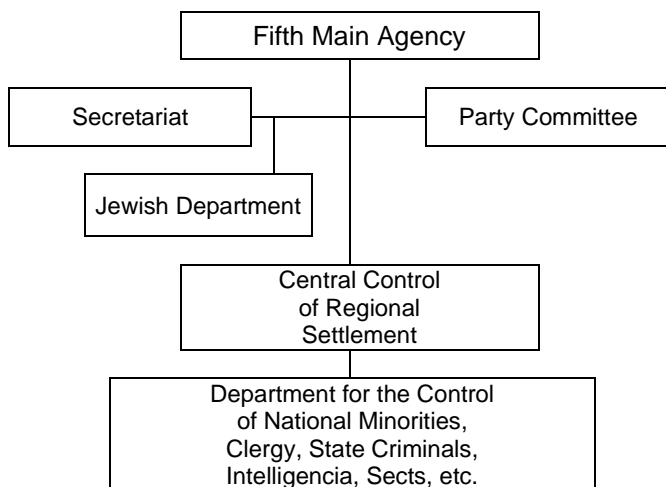 Fifth Main Agency
Secretariat
Party Committee
Jewish Department
Central Control
of Regional
Settlement
Department for the Control
of National Minorities,
Clergy, State Criminals,
Intelligencia, Sects, etc.